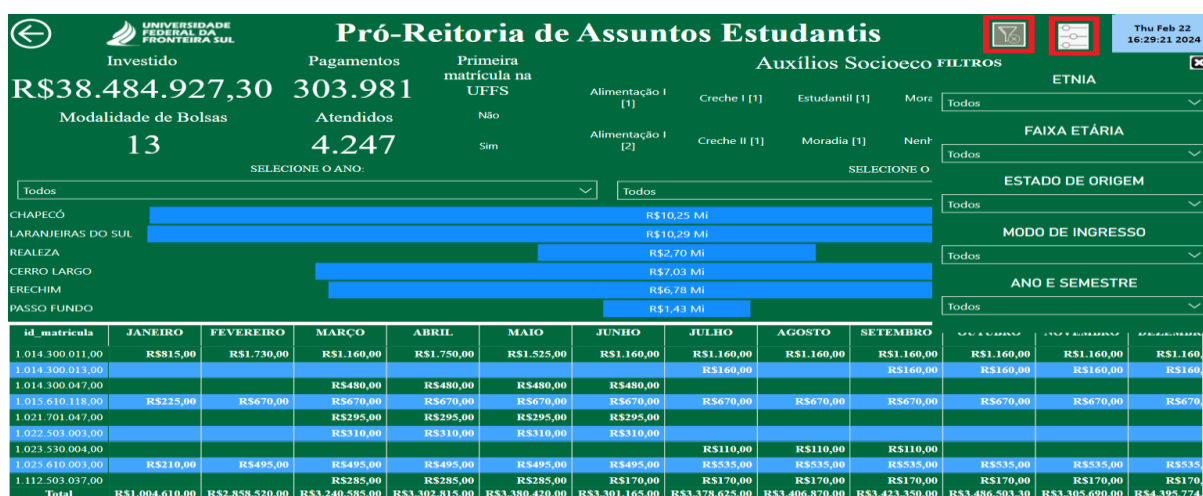 UNIVERSIDADE
FEDERAL DA
FRONTEIRA SUL
Pró-Reitoria de Assuntos Estudantis
Thu Feb 22
16:29:21 2024
Investido
R$38.484.927,30
Pagamentos
303.981
Primeira
matrícula na
UFFS
Não
Sim
Modalidade de Bolsas
13
Atendidos
4.247
Auxílios Socioeco
Alimentação I
[1]
Creche I [1]
Estudantil [1]
Mora
Alimentação I
[2]
Creche II [1]
Moradia [1]
Nenh
FILTROS
ETNIA
Todos
FAIXA ETÁRIA
Todos
ESTADO DE ORIGEM
Todos
MODO DE INGRESSO
Todos
ANO E SEMESTRE
Todos
SELECIONE O ANO:
Todos
SELECIONE O
Todos
CHAPECÓ R$10,25 Mi
LARANJEIRAS DO SUL R$10,29 Mi
REALEZA R$2,70 Mi
CERRO LARGO R$7,03 Mi
ERECHIM R$6,78 Mi
PASSO FUNDO R$1,43 Mi
id_matricula JANEIRO FEVEREIRO MARÇO ABRIL MAIO JUNHO JULHO AGOSTO SETEMBRO OUTUBRO NOVEMBRO DEZEMBR
1.014.300.011,00 R$815,00 R$1.730,00 R$1.160,00 R$1.750,00 R$1.525,00 R$1.160,00 R$1.160,00 R$1.160,00 R$1.160,00 R$1.160,00 R$1.160,00 R$1.160,
1.014.300.013,00 R$160,00 R$160,00 R$160,00 R$160,00 R$160,
1.014.300.047,00 R$480,00 R$480,00 R$480,00 R$480,00
1.015.610.118,00 R$225,00 R$670,00 R$670,00 R$670,00 R$670,00 R$670,00 R$670,00 R$670,00 R$670,00 R$670,00 R$670,00 R$670,
1.021.701.047,00 R$295,00 R$295,00 R$295,00 R$295,00
1.022.503.003,00 R$310,00 R$310,00 R$310,00 R$310,00
1.023.530.004,00 R$110,00 R$110,00 R$110,00
1.025.610.003,00 R$210,00 R$495,00 R$495,00 R$495,00 R$495,00 R$495,00 R$535,00 R$535,00 R$535,00 R$535,00 R$535,00 R$535,
1.112.503.037,00 R$285,00 R$285,00 R$285,00 R$170,00 R$170,00 R$170,00 R$170,00 R$170,00 R$170,00 R$170,
Total R$1.004.610,00 R$2.858.520,00 R$3.240.585,00 R$3.302.815,00 R$3.380.420,00 R$3.301.165,00 R$3.378.625,00 R$3.406.870,00 R$3.423.350,00 R$3.486.503,30 R$3.305.690,00 R$4.395.77